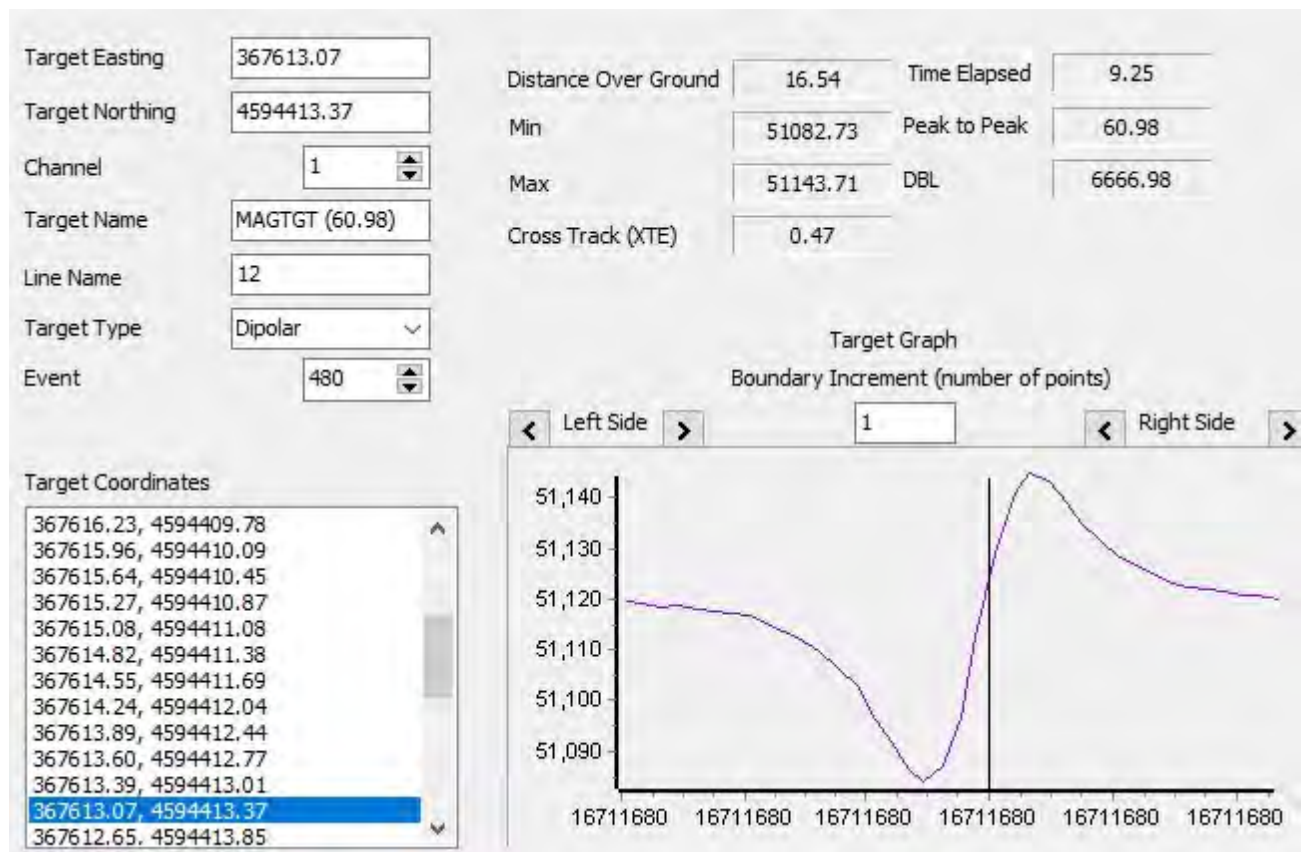 Target Easting 367613.07
Target Northing 4594413.37
Channel 1
Target Name MAGTGT (60.98)
Line Name 12
Target Type Dipolar
Event 480
Distance Over Ground 16.54 Time Elapsed 9.25
Min 51082.73 Peak to Peak 60.98
Max 51143.71 DBL 6666.98
Cross Track (XTE) 0.47
Target Coordinates
367616.23, 4594409.78
367615.96, 4594410.09
367615.64, 4594410.45
367615.27, 4594410.87
367615.08, 4594411.08
367614.82, 4594411.38
367614.55, 4594411.69
367614.24, 4594412.04
367613.89, 4594412.44
367613.60, 4594412.77
367613.39, 4594413.01
367613.07, 4594413.37
367612.65, 4594413.85
Target Graph
Boundary Increment (number of points)
< Left Side > 1 < Right Side >
51,140
51,130
51,120
51,110
51,100
51,090
16711680 16711680 16711680 16711680 16711680 16711680